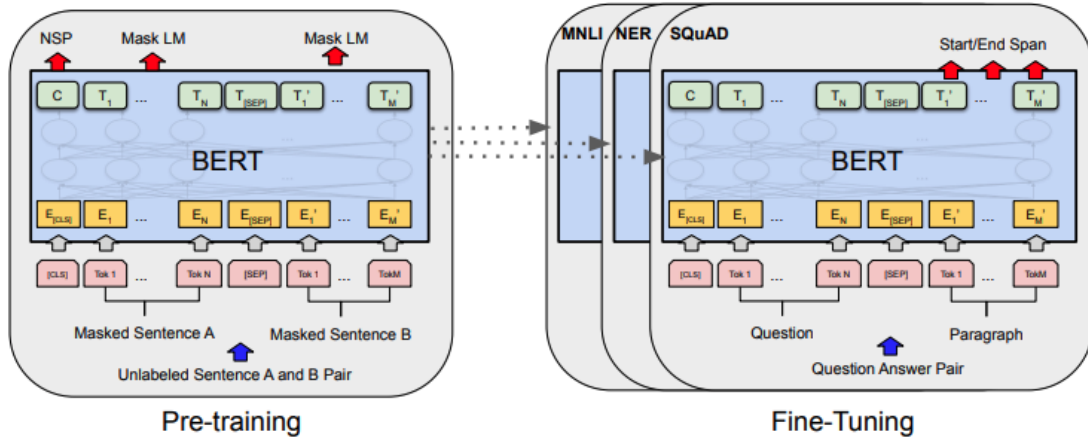 NSP Mask LM Mask LM
C T1 ... TN T[SEP] T1' ... TM'
BERT
E[CLS] E1 ... EN E[SEP] E1' ... EM'
[CLS] Tok 1 ... Tok N [SEP] Tok 1 ... TokM
Masked Sentence A Masked Sentence B
Unlabeled Sentence A and B Pair
Pre-training
MNLI NER SQuAD
Start/End Span
C T1 ... TN T[SEP] T1' ... TM'
BERT
E[CLS] E1 ... EN E[SEP] E1' ... EM'
[CLS] Tok 1 ... Tok N [SEP] Tok 1 ... TokM
Question Paragraph
Question Answer Pair
Fine-Tuning